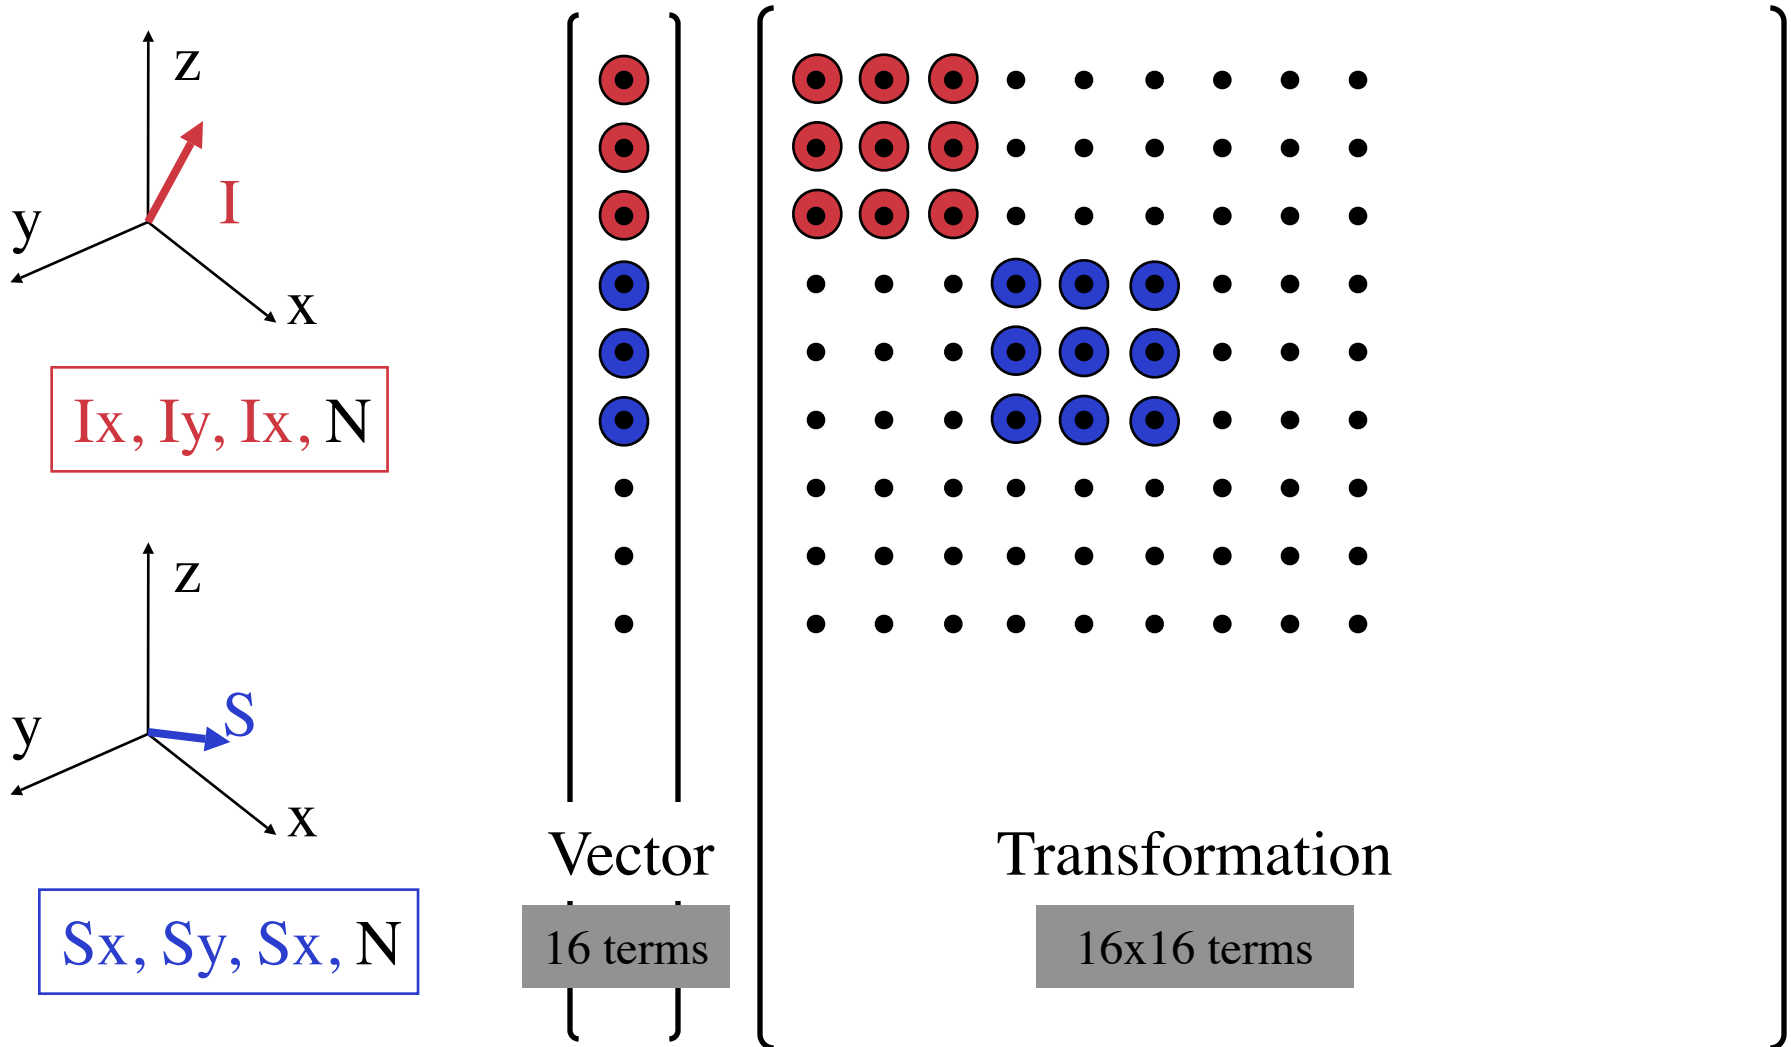 z
I
y
x
Ix, Iy, Ix, N
z
S
y
x
Sx, Sy, Sx, N
Vector
16 terms
Transformation
16x16 terms